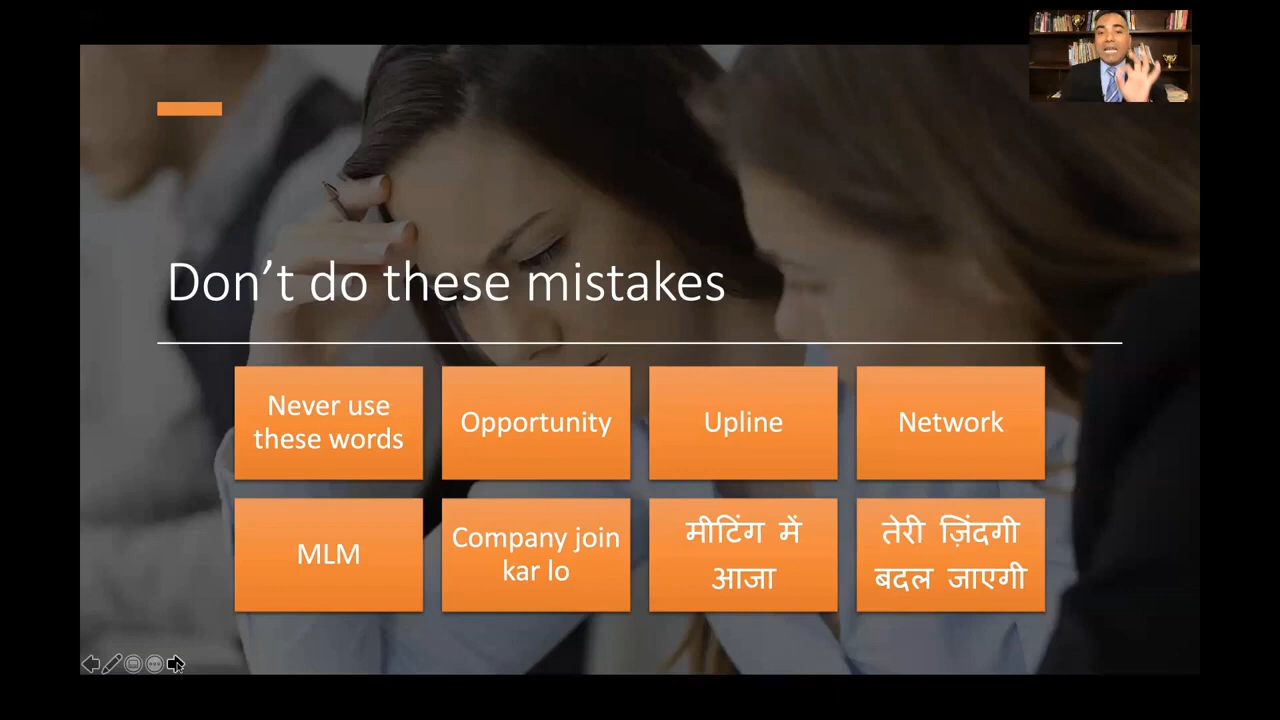 Don’t do these mistakes
Never use
these words
Opportunity
Upline
Network
MLM
Company join
kar lo
मीटिंग में
आजा
तेरी ज़िंदगी
बदल जाएगी